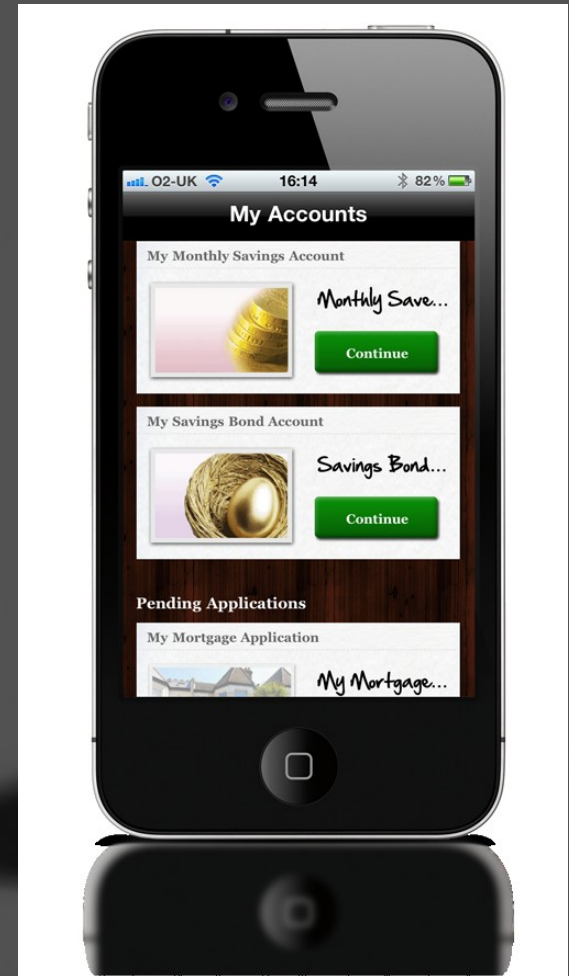 O2-UK 16:14 82%
My Accounts
My Monthly Savings Account
Monthly Save...
Continue
My Savings Bond Account
Savings Bond...
Continue
Pending Applications
My Mortgage Application
My Mortgage...